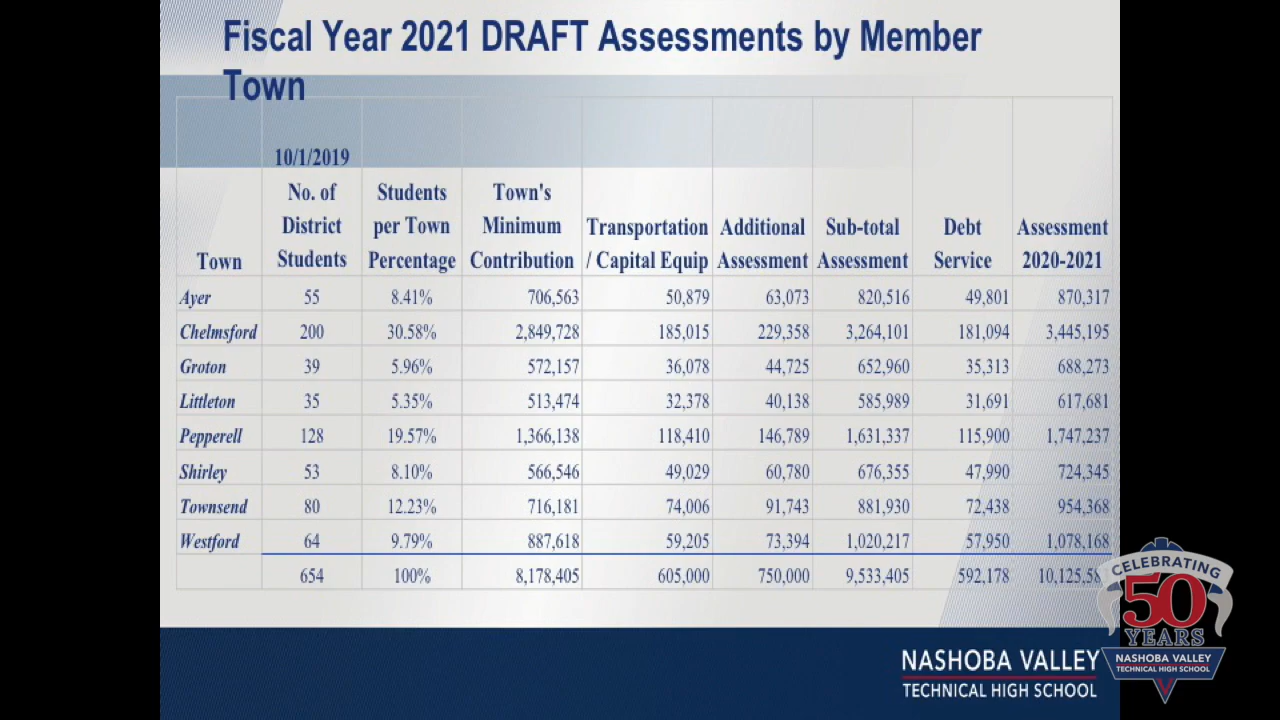 Fiscal Year 2021 DRAFT Assessments by Member
Town
10/1/2019
No. of Students Town's
District per Town Minimum Transportation Additional Sub-total Debt Assessment
Town Students Percentage Contribution / Capital Equip Assessment Assessment Service 2020-2021
Ayer 55 8.41% 706,563 50,879 63,073 820,516 49,801 870,317
Chelmsford 200 30.58% 2,849,728 185,015 229,358 3,264,101 181,094 3,445,195
Groton 39 5.96% 572,157 36,078 44,725 652,960 35,313 688,273
Littleton 35 5.35% 513,474 32,378 40,138 585,989 31,691 617,681
Pepperell 128 19.57% 1,366,138 118,410 146,789 1,631,337 115,900 1,747,237
Shirley 53 8.10% 566,546 49,029 60,780 676,355 47,990 724,345
Townsend 80 12.23% 716,181 74,006 91,743 881,930 72,438 954,368
Westford 64 9.79% 887,618 59,205 73,394 1,020,217 57,950 1,078,168
654 100% 8,178,405 605,000 750,000 9,533,405 592,178
CELEBRATING
50
YEARS
NASHOBA VALLEY
TECHNICAL HIGH SCHOOL
NASHOBA VALLEY
TECHNICAL HIGH SCHOOL